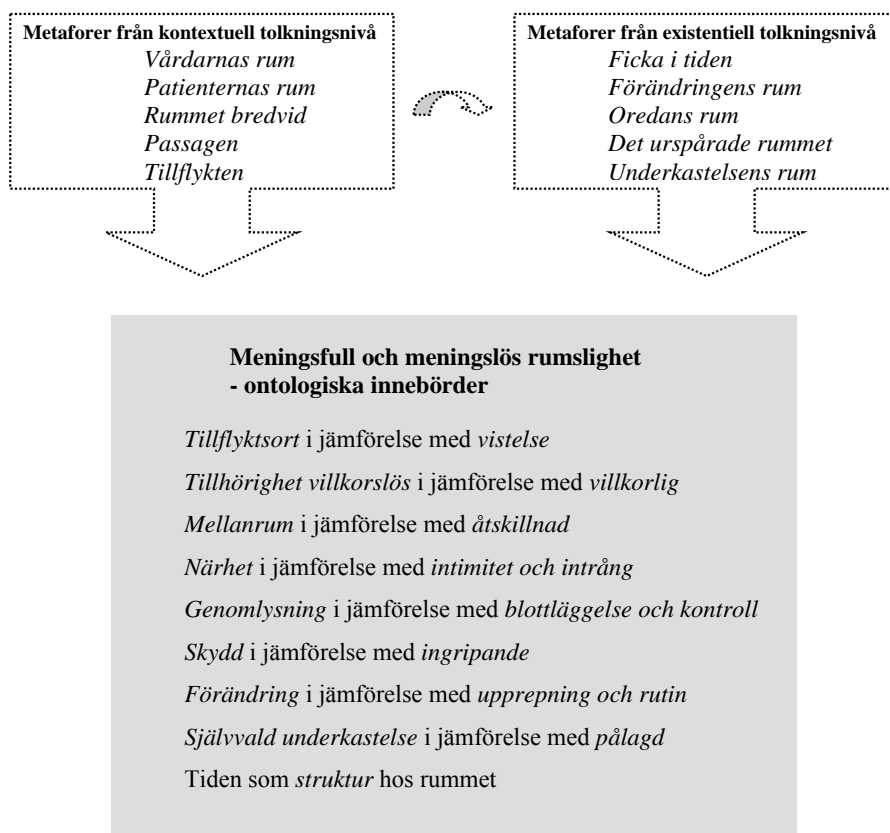 Metaforer från kontextuell tolkningsnivå
Vårdarnas rum
Patienternas rum
Rummet bredvid
Passagen
Tillflykten
Metaforer från existentiell tolkningsnivå
Ficka i tiden
Förändringens rum
Oredans rum
Det urspårade rummet
Underkastelsens rum
Meningsfull och meningslös rumslighet
- ontologiska innebörder
Tillflyktsort i jämförelse med vistelse
Tillhörighet villkorslös i jämförelse med villkorlig
Mellanrum i jämförelse med åtskillnad
Närhet i jämförelse med intimitet och intrång
Genomlysning i jämförelse med blottläggelse och kontroll
Skydd i jämförelse med ingripande
Förändring i jämförelse med upprepning och rutin
Självvald underkastelse i jämförelse med pålagd
Tiden som struktur hos rummet